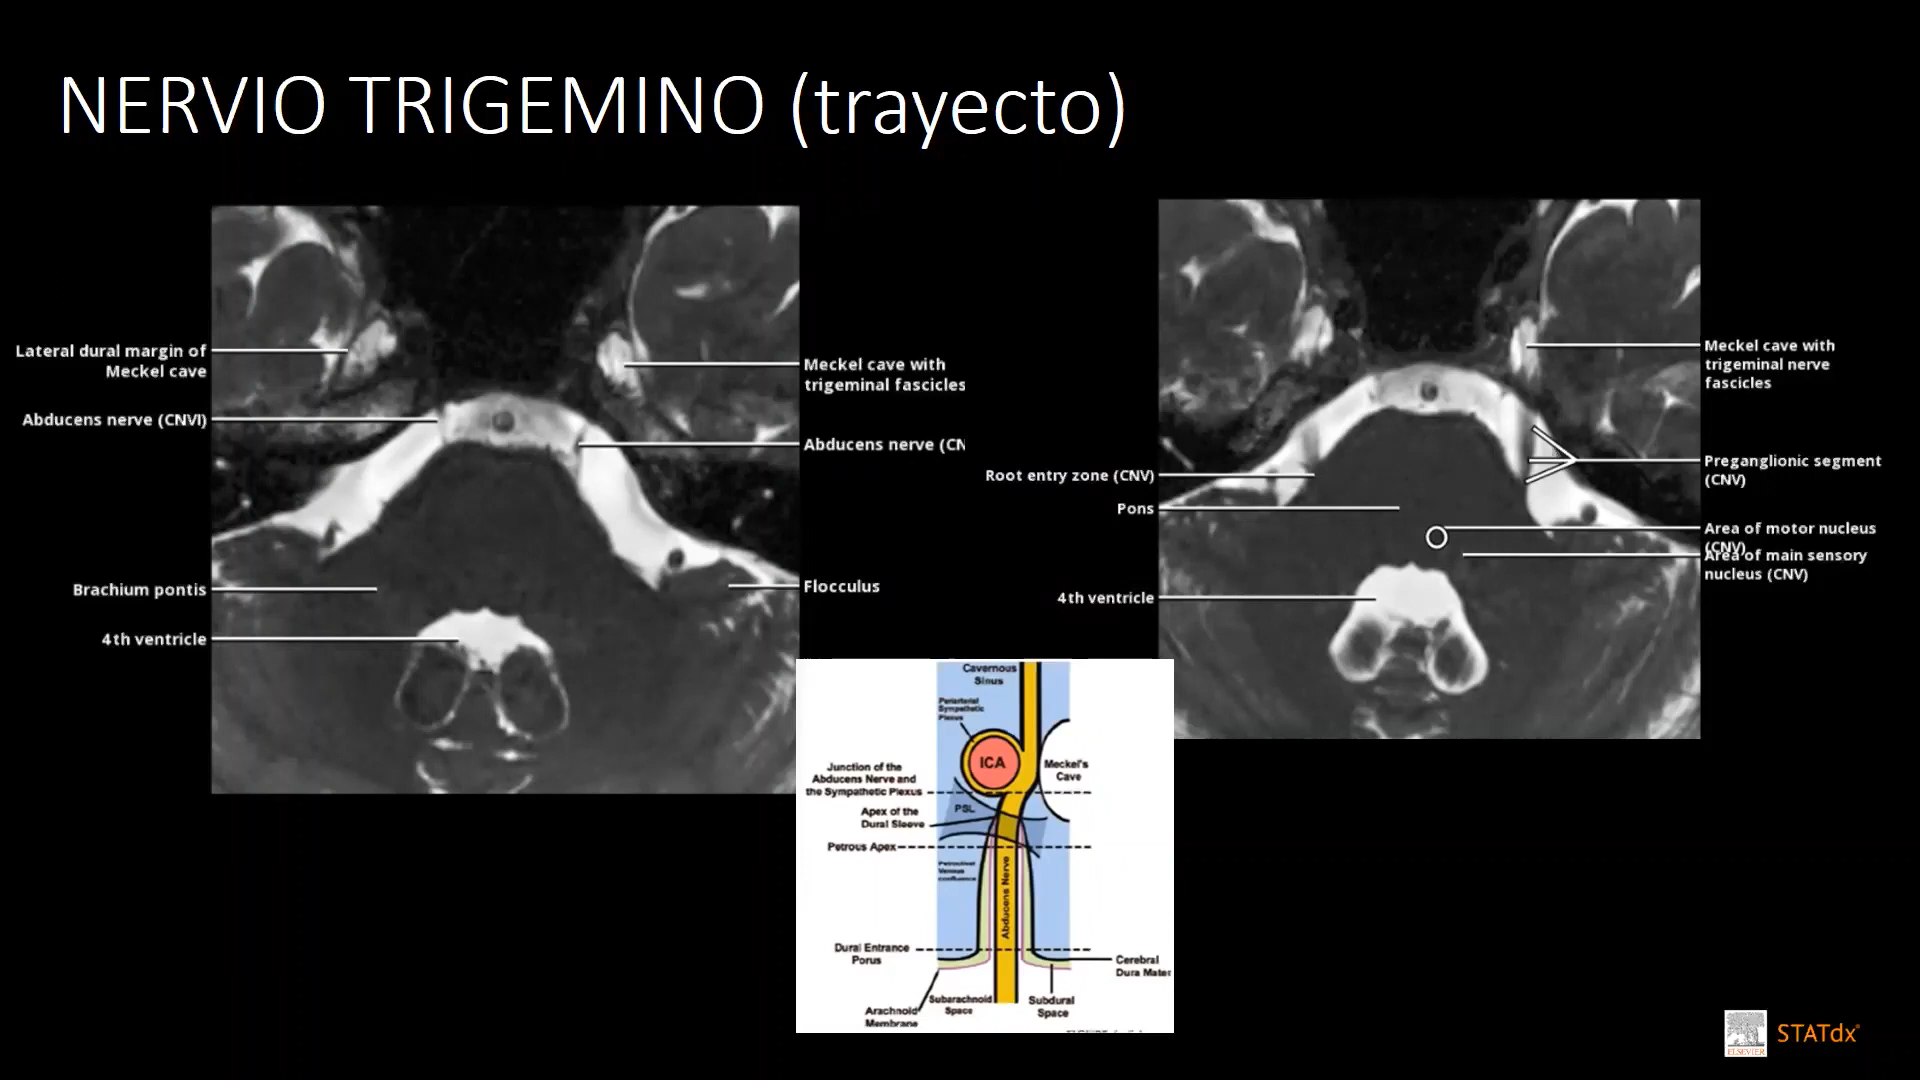 NERVIO TRIGEMINO (trayecto)
Lateral dural margin of
Meckel cave
Abducens nerve (CNVI)
Brachium pontis
4th ventricle
Meckel cave with
trigeminal fascicles
Abducens nerve (CN
Flocculus
Root entry zone (CNV)
Pons
4th ventricle
Meckel cave with
trigeminal nerve
fascicles
Preganglionic segment
(CNV)
Area of motor nucleus
(CNV)
Area of main sensory
nucleus (CNV)
Cavernous
Sinus
Periarterial
Sympathetic
Plexus
ICA
Meckel's
Cave
Junction of the
Abducens Nerve and
the Sympathetic Plexus
PSL
Apex of the
Dural Sleeve
Petrous Apex
Petroclival
Venous
confluence
Abducens Nerve
Dural Entrance
Porus
Cerebral
Dura Mater
Subarachnoid
Space
Subdural
Space
Arachnoid
Membrane
ELSEVIER
STATdx